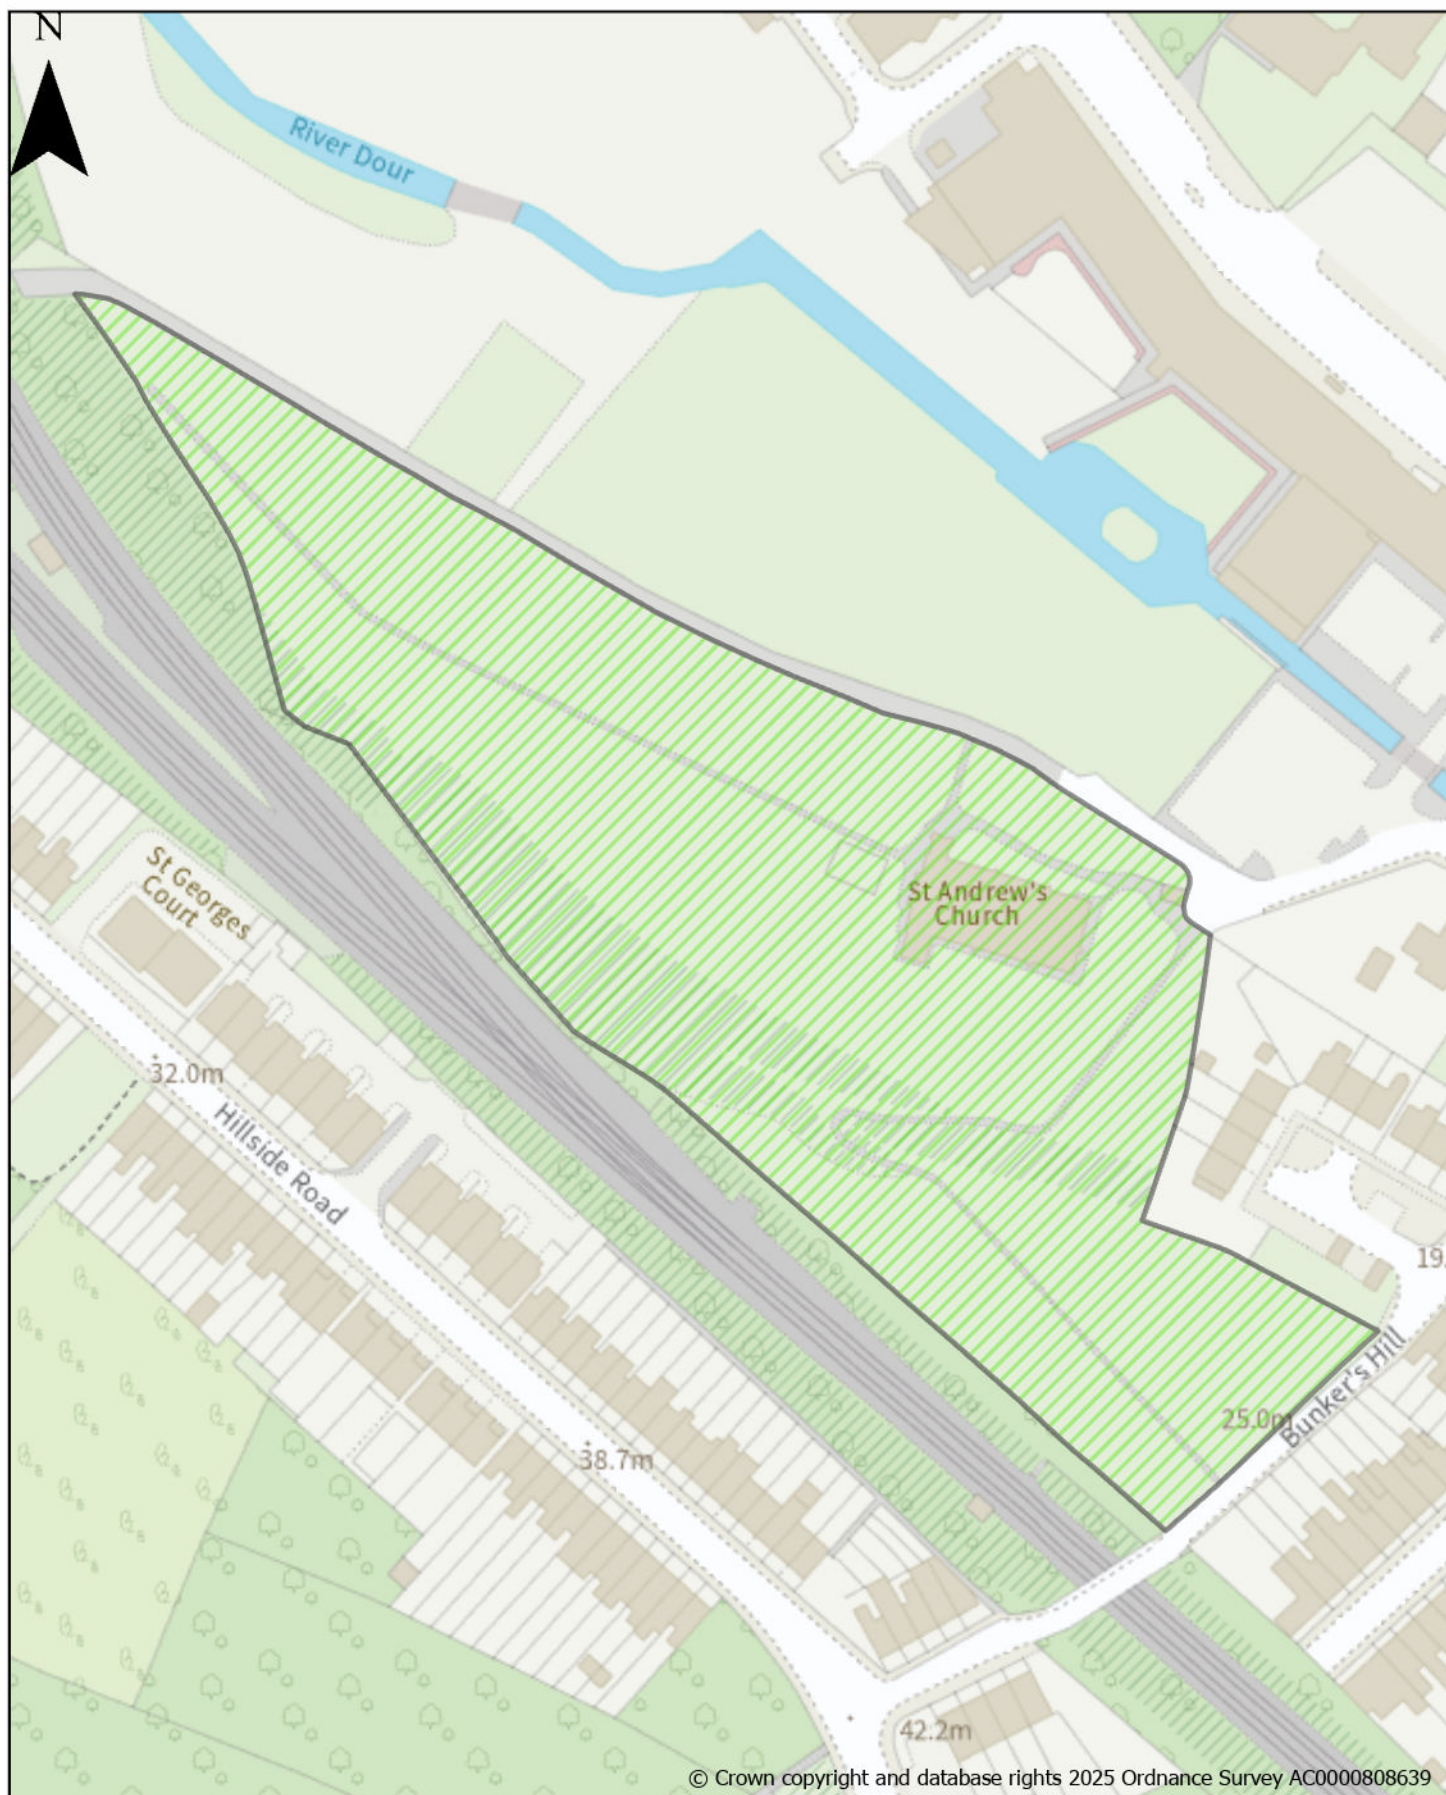 N
River Dour
St Andrew's
Church
St Georges
Court
32.0m
Hillside Road
19.
25.0m
Bunker's Hill
38.7m
42.2m
© Crown copyright and database rights 2025 Ordnance Survey AC0000808639